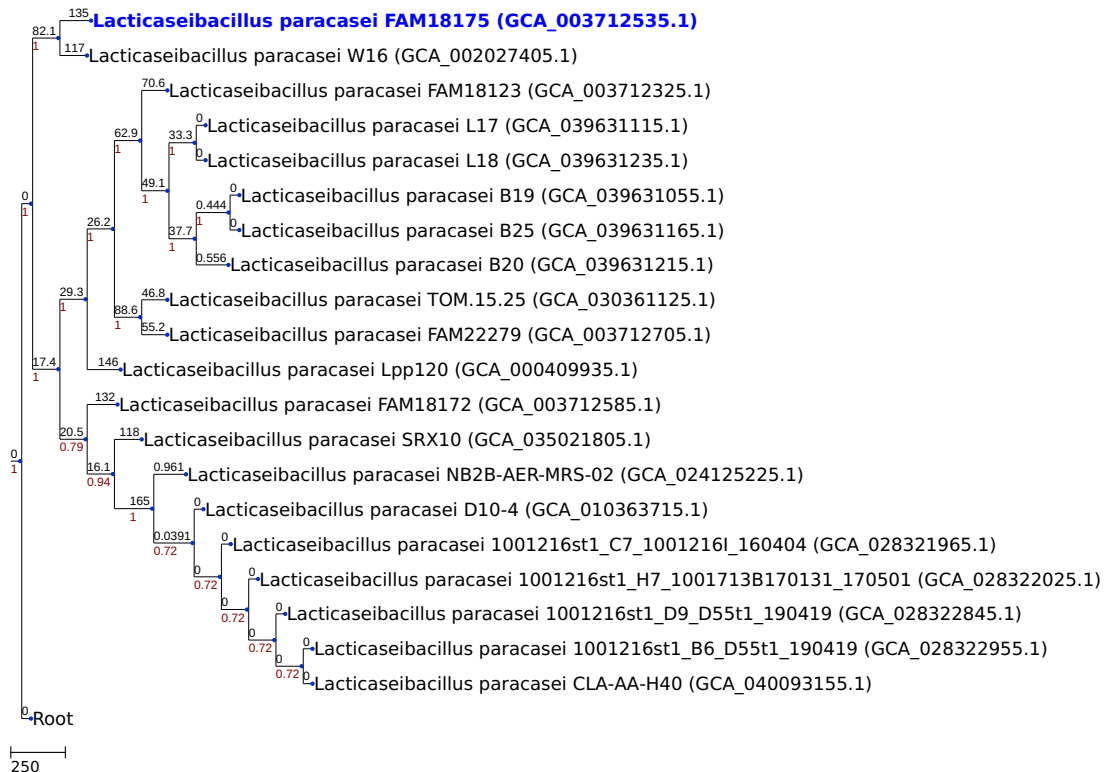 135 Lacticaseibacillus paracasei FAM18175 (GCA_003712535.1)
82.1
1
117 Lacticaseibacillus paracasei W16 (GCA_002027405.1)
70.6 Lacticaseibacillus paracasei FAM18123 (GCA_003712325.1)
0 Lacticaseibacillus paracasei L17 (GCA_039631115.1)
62.9
33.3
1
1
0 Lacticaseibacillus paracasei L18 (GCA_039631235.1)
49.1
1
0 Lacticaseibacillus paracasei B19 (GCA_039631055.1)
0
1
0.444
1
26.2
1
0 Lacticaseibacillus paracasei B25 (GCA_039631165.1)
37.7
1
0.556 Lacticaseibacillus paracasei B20 (GCA_039631215.1)
29.3
1
46.8 Lacticaseibacillus paracasei TOM.15.25 (GCA_030361125.1)
88.6
1
55.2 Lacticaseibacillus paracasei FAM22279 (GCA_003712705.1)
17.4
1
146 Lacticaseibacillus paracasei Lpp120 (GCA_000409935.1)
132 Lacticaseibacillus paracasei FAM18172 (GCA_003712585.1)
20.5
0.79
118 Lacticaseibacillus paracasei SRX10 (GCA_035021805.1)
0
1
16.1
0.94
0.961 Lacticaseibacillus paracasei NB2B-AER-MRS-02 (GCA_024125225.1)
165
1
0 Lacticaseibacillus paracasei D10-4 (GCA_010363715.1)
0.0391
0.72
0 Lacticaseibacillus paracasei 1001216st1_C7_1001216I_160404 (GCA_028321965.1)
0
0.72
0 Lacticaseibacillus paracasei 1001216st1_H7_1001713B170131_170501 (GCA_028322025.1)
0
0.72
0 Lacticaseibacillus paracasei 1001216st1_D9_D55t1_190419 (GCA_028322845.1)
0
0.72
0 Lacticaseibacillus paracasei 1001216st1_B6_D55t1_190419 (GCA_028322955.1)
0
0.72
0 Lacticaseibacillus paracasei CLA-AA-H40 (GCA_040093155.1)
0 Root
250